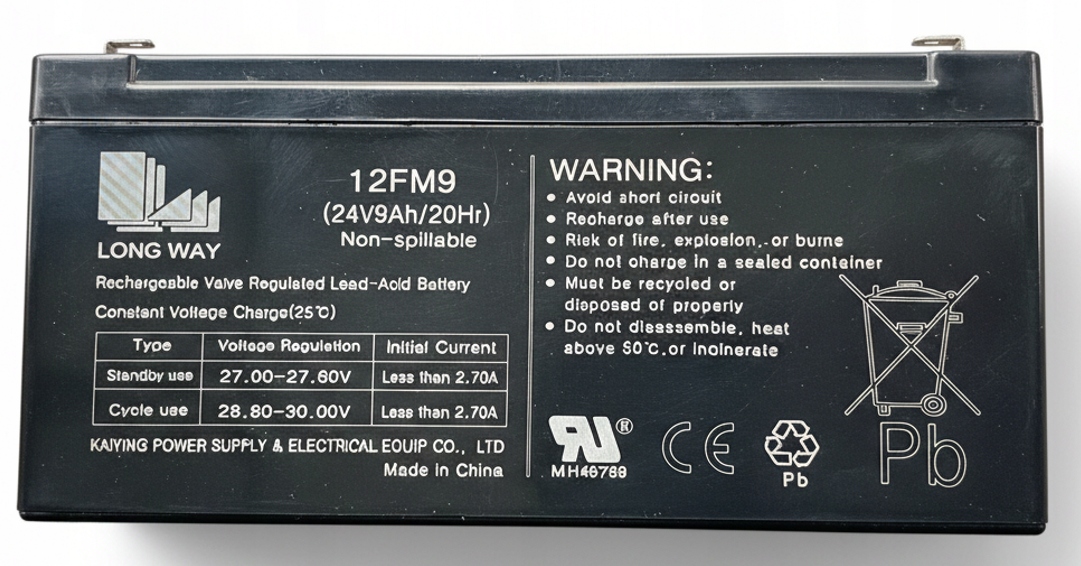 LONG WAY
12FM9
(24V9Ah/20Hr)
Non-spillable
Rechargeable Valve Regulated Lead-Acid Battery
Constant Voltage Charge(25℃)
Type Voltage Regulation Initial Current
Standby use 27.00-27.60V Less than 2.70A
Cycle use 28.80-30.00V Less than 2.70A
KAIYING POWER SUPPLY & ELECTRICAL EQUIP CO., LTD
Made in China
WARNING:
• Avoid short circuit
• Recharge after use
• Risk of fire, explosion, or burns
• Do not charge in a sealed container
• Must be recycled or
disposed of properly
• Do not disassemble, heat
above 50℃.or incinerate
RU®
MH46768
CE
Pb
Pb